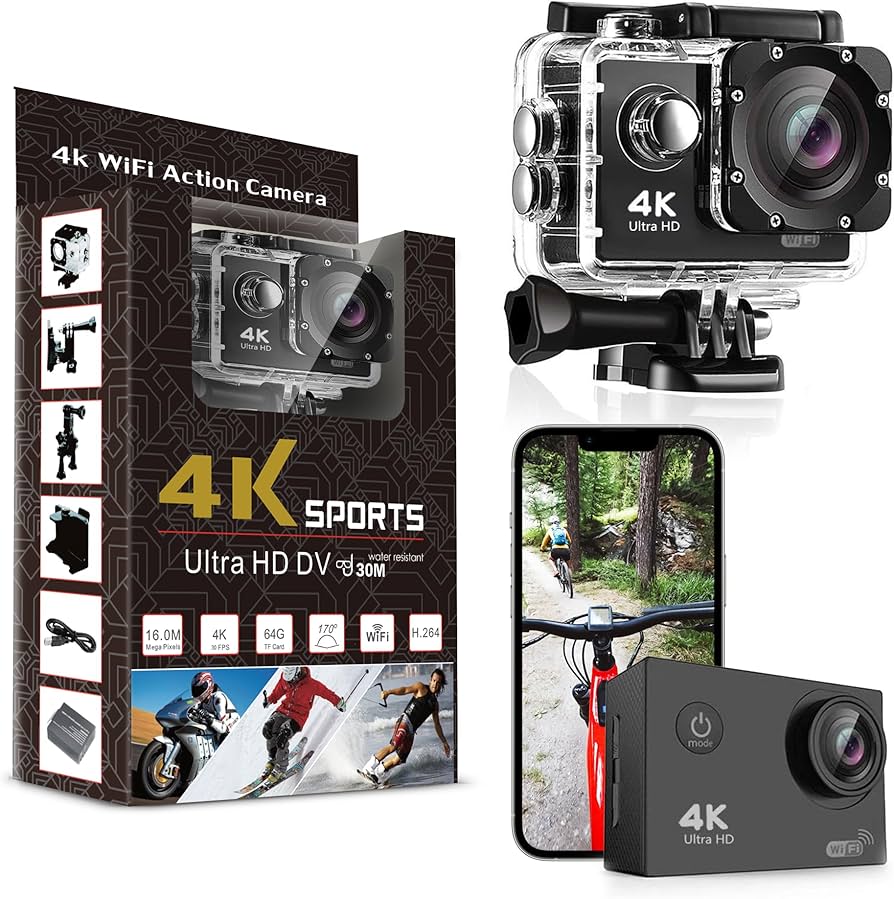 4k WiFi Action Camera
4K
Ultra HD
4K SPORTS
Ultra HD DV water resistant 30M
16.0M
Mega Pixels
4K
30 FPS
64G
TF Card
170°
WiFi
H.264
4K
Ultra HD
WiFi
mode
4K
Ultra HD
WiFi